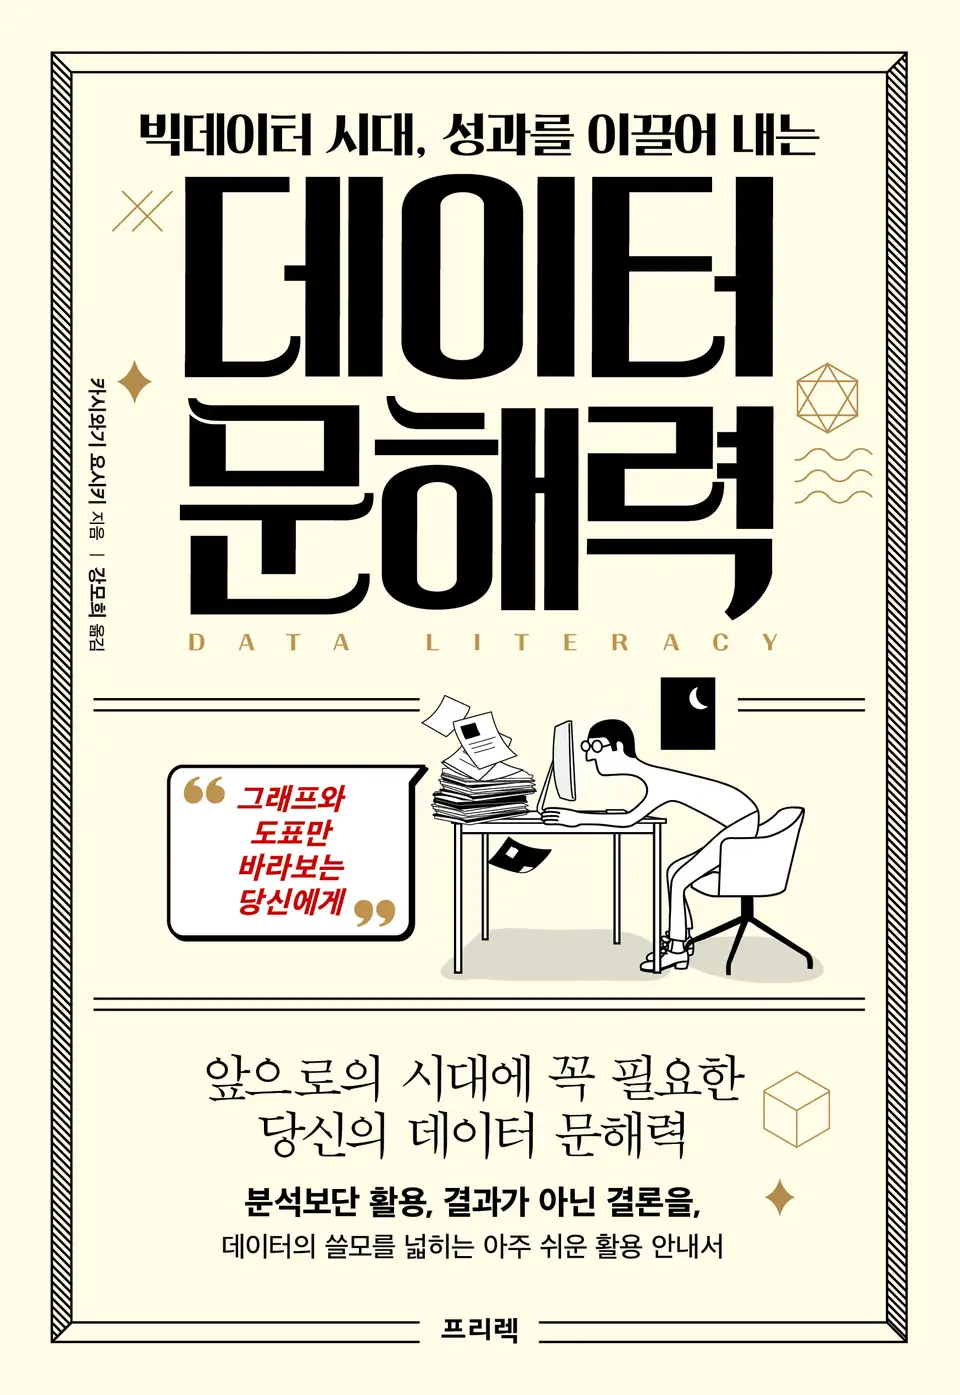 빅데이터 시대, 성과를 이끌어 내는
데이터
문해력
DATA LITERACY
카시와기 요시키 지음 | 강모희 옮김
“그래프와
도표만
바라보는
당신에게”
앞으로의 시대에 꼭 필요한
당신의 데이터 문해력
분석보단 활용, 결과가 아닌 결론을,
데이터의 쓸모를 넓히는 아주 쉬운 활용 안내서
프리렉